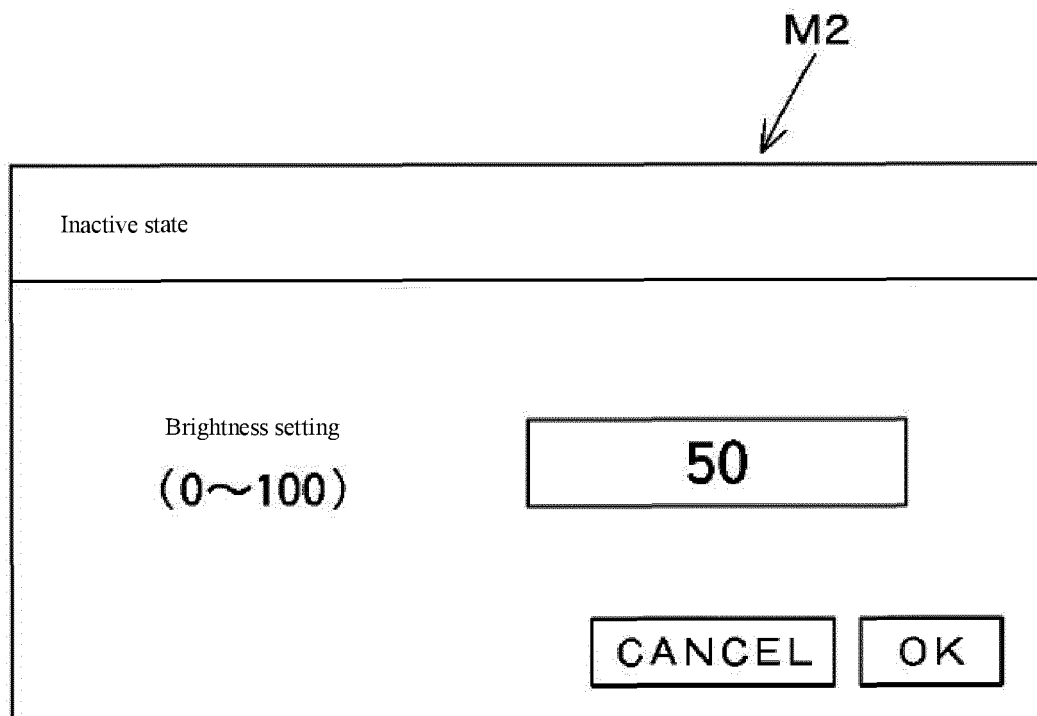 M2
Inactive state
Brightness setting
(0～100)
50
CANCEL
OK